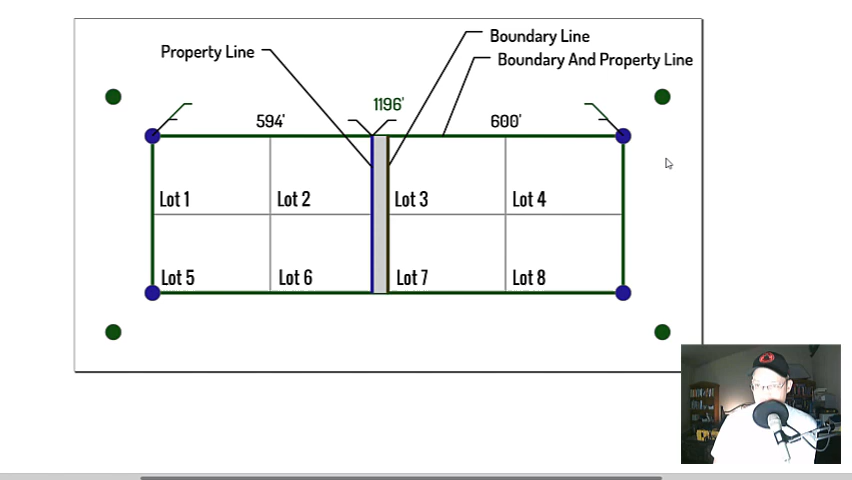 Boundary Line
Property Line
Boundary And Property Line
1196'
594'
600'
Lot 1
Lot 2
Lot 3
Lot 4
Lot 5
Lot 6
Lot 7
Lot 8